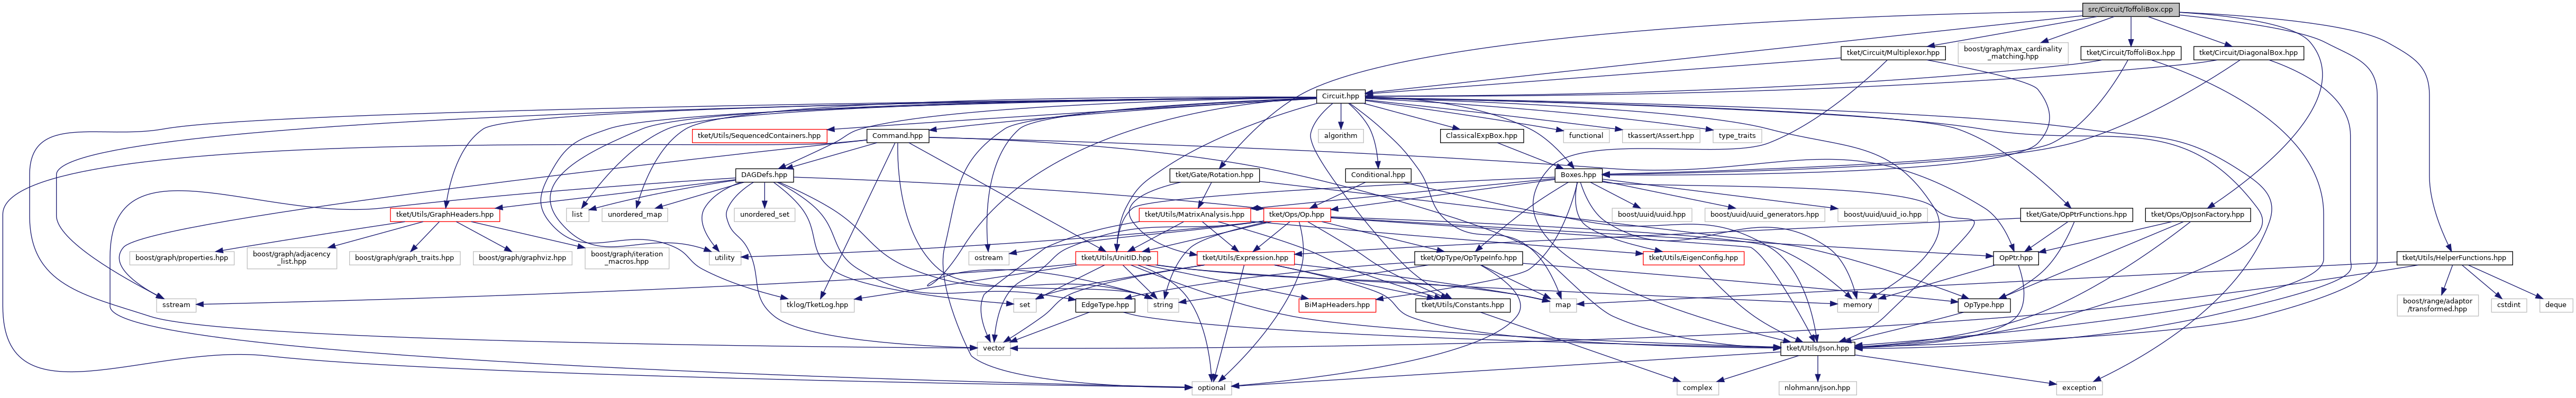 src/Circuit/ToffoliBox.cpp
tket/Circuit/Multiplexor.hpp
boost/graph/max_cardinality
_matching.hpp
tket/Circuit/ToffoliBox.hpp
tket/Circuit/DiagonalBox.hpp
Circuit.hpp
tket/Utils/SequencedContainers.hpp
Command.hpp
algorithm
ClassicalExpBox.hpp
functional
tkassert/Assert.hpp
type_traits
DAGDefs.hpp
tket/Gate/Rotation.hpp
Conditional.hpp
Boxes.hpp
tket/Utils/GraphHeaders.hpp
list
unordered_map
unordered_set
tket/Utils/MatrixAnalysis.hpp
tket/Ops/Op.hpp
boost/uuid/uuid.hpp
boost/uuid/uuid_generators.hpp
boost/uuid/uuid_io.hpp
tket/Gate/OpPtrFunctions.hpp
tket/Ops/OpJsonFactory.hpp
boost/graph/properties.hpp
boost/graph/adjacency
_list.hpp
boost/graph/graph_traits.hpp
boost/graph/graphviz.hpp
boost/graph/iteration
_macros.hpp
utility
ostream
tket/Utils/UnitID.hpp
tket/Utils/Expression.hpp
tket/OpType/OpTypeInfo.hpp
tket/Utils/EigenConfig.hpp
OpPtr.hpp
tket/Utils/HelperFunctions.hpp
sstream
tklog/TketLog.hpp
set
EdgeType.hpp
string
BiMapHeaders.hpp
tket/Utils/Constants.hpp
map
memory
OpType.hpp
boost/range/adaptor
/transformed.hpp
cstdint
deque
vector
tket/Utils/Json.hpp
optional
complex
nlohmann/json.hpp
exception